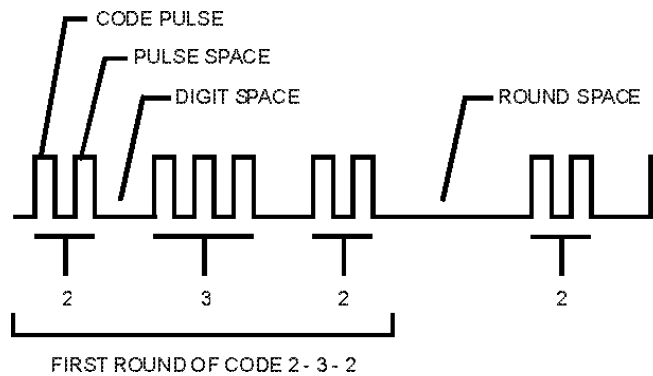 CODE PULSE
PULSE SPACE
DIGIT SPACE
ROUND SPACE
2
3
2
2
FIRST ROUND OF CODE 2 - 3 - 2